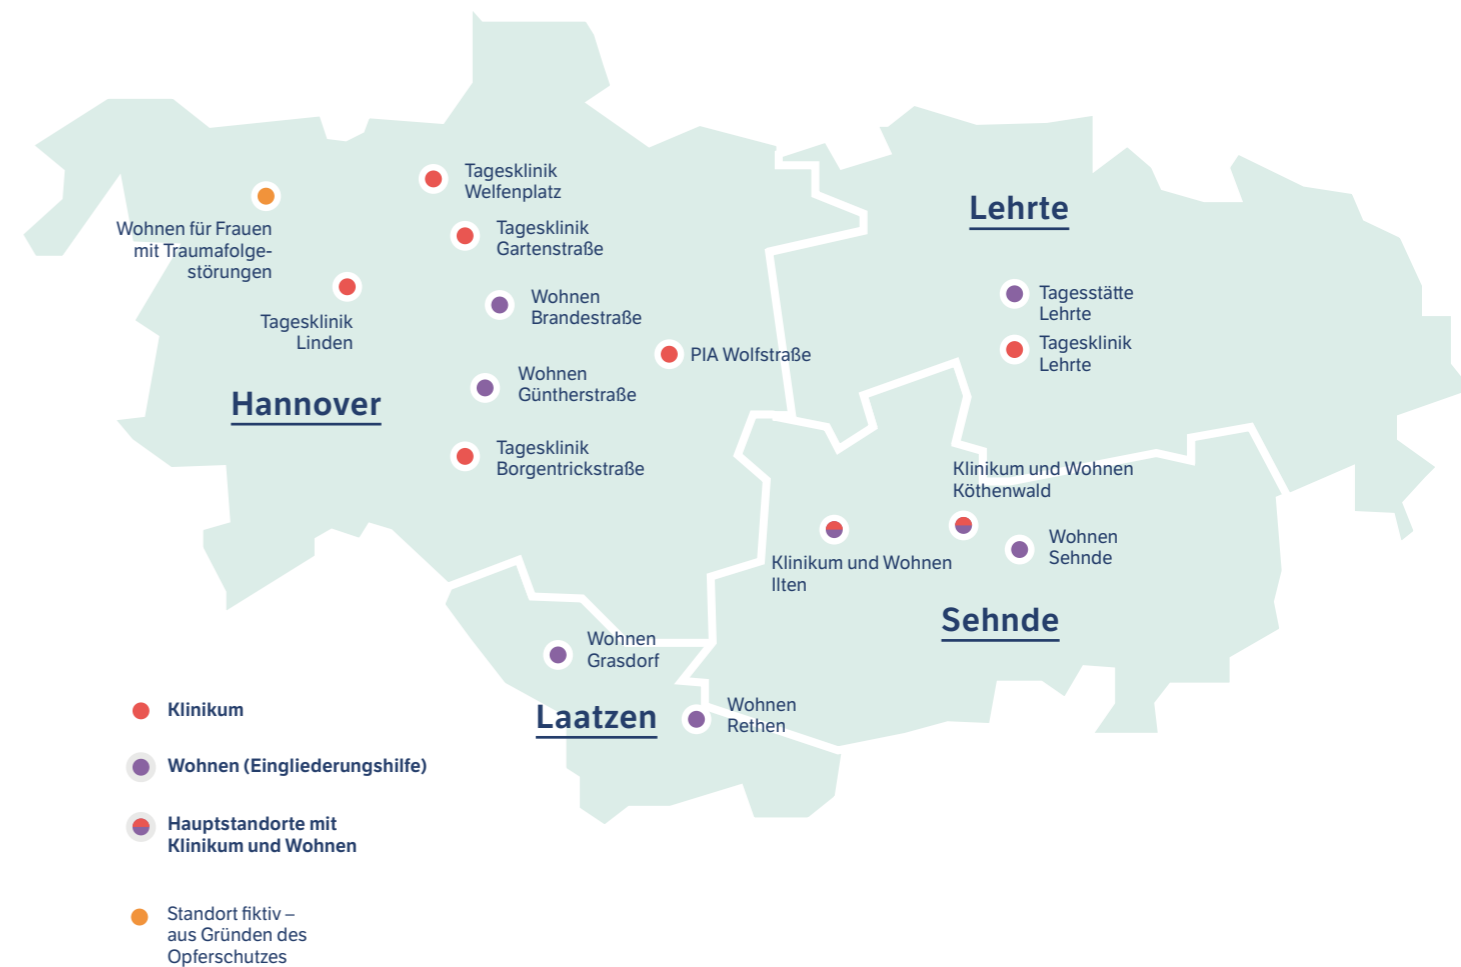 Tagesklinik
Welfenplatz
Wohnen für Frauen
mit Traumafolge-
störungen
Tagesklinik
Gartenstraße
Tagesklinik
Linden
Wohnen
Brandestraße
PIA Wolfstraße
Wohnen
Güntherstraße
Hannover
Tagesklinik
Borgentrickstraße
Lehrte
Tagesstätte
Lehrte
Tagesklinik
Lehrte
Klinikum und Wohnen
Köthenwald
Klinikum und Wohnen
Ilten
Wohnen
Sehnde
Sehnde
Wohnen
Grasdorf
Laatzen
Wohnen
Rethen
Klinikum
Wohnen (Eingliederungshilfe)
Hauptstandorte mit
Klinikum und Wohnen
Standort fiktiv –
aus Gründen des
Opferschutzes